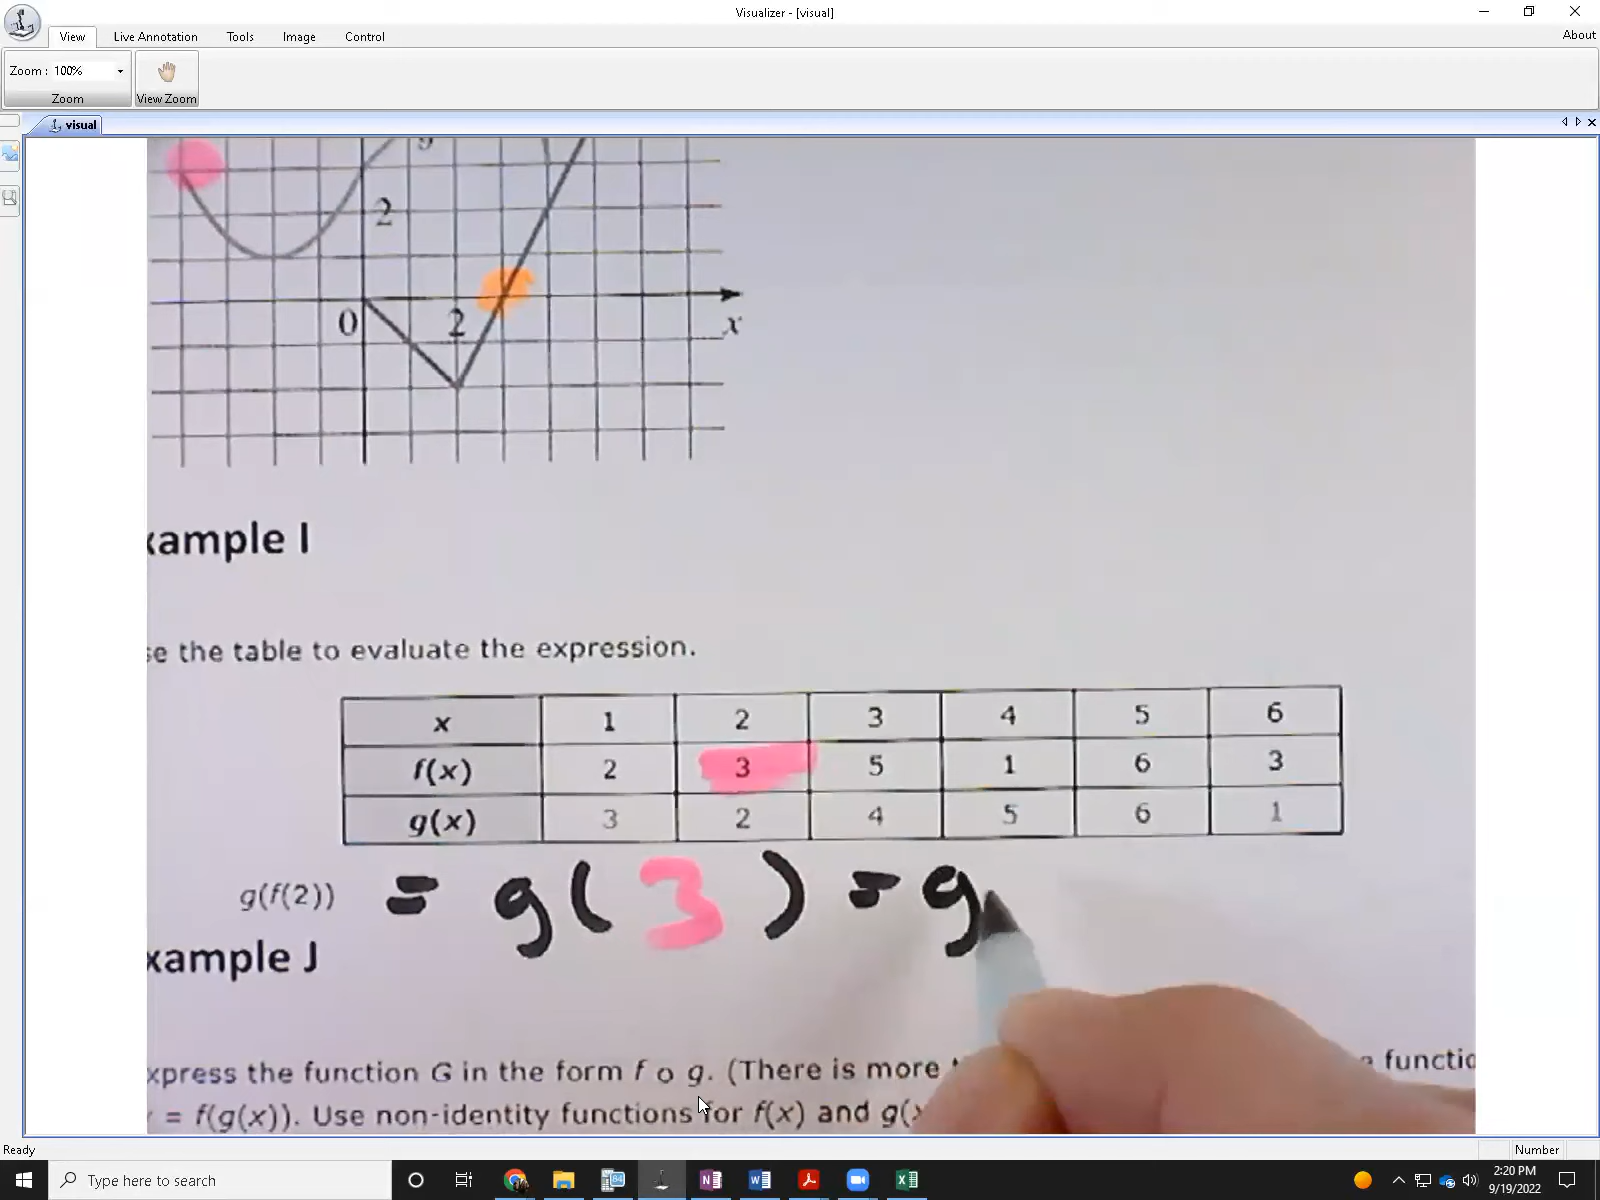 Visualizer - [visual]
View Live Annotation Tools Image Control About
Zoom : 100%
Zoom View Zoom
visual
2
0 2 x
xample I
se the table to evaluate the expression.
x 1 2 3 4 5 6
f(x) 2 3 5 1 6 3
g(x) 3 2 4 5 6 1
g(f(2)) = g( 3 ) = g
xample J
xpress the function G in the form f o g. (There is more functio
= f(g(x)). Use non-identity functions for f(x) and g(x
Ready Number
Type here to search
2:20 PM
9/19/2022